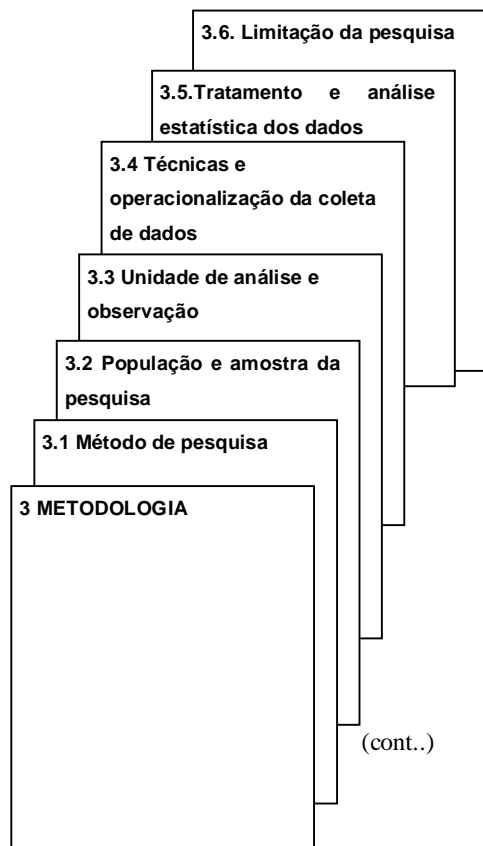 3.6. Limitação da pesquisa
3.5.Tratamento e análise
estatística dos dados
3.4 Técnicas e
operacionalização da coleta
de dados
3.3 Unidade de análise e
observação
3.2 População e amostra da
pesquisa
3.1 Método de pesquisa
3 METODOLOGIA
(cont..)